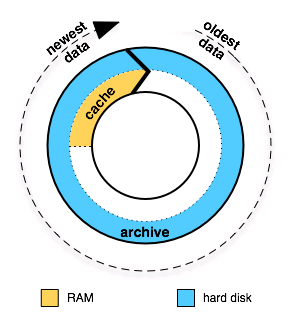 newest
data
oldest
data
cache
archive
RAM
hard disk